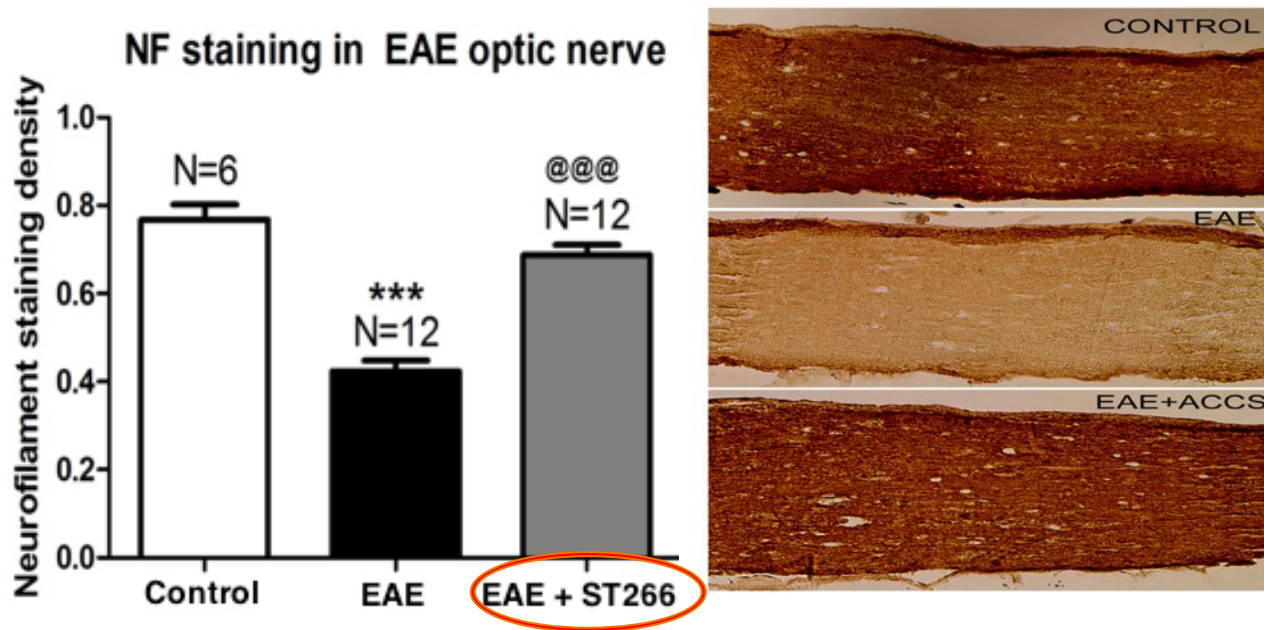 NF staining in EAE optic nerve
Neurofilament staining density
1.0
0.8
0.6
0.4
0.2
0.0
N=6
***
N=12
@@@
N=12
Control
EAE
EAE + ST266
CONTROL
EAE
EAE+ACCS